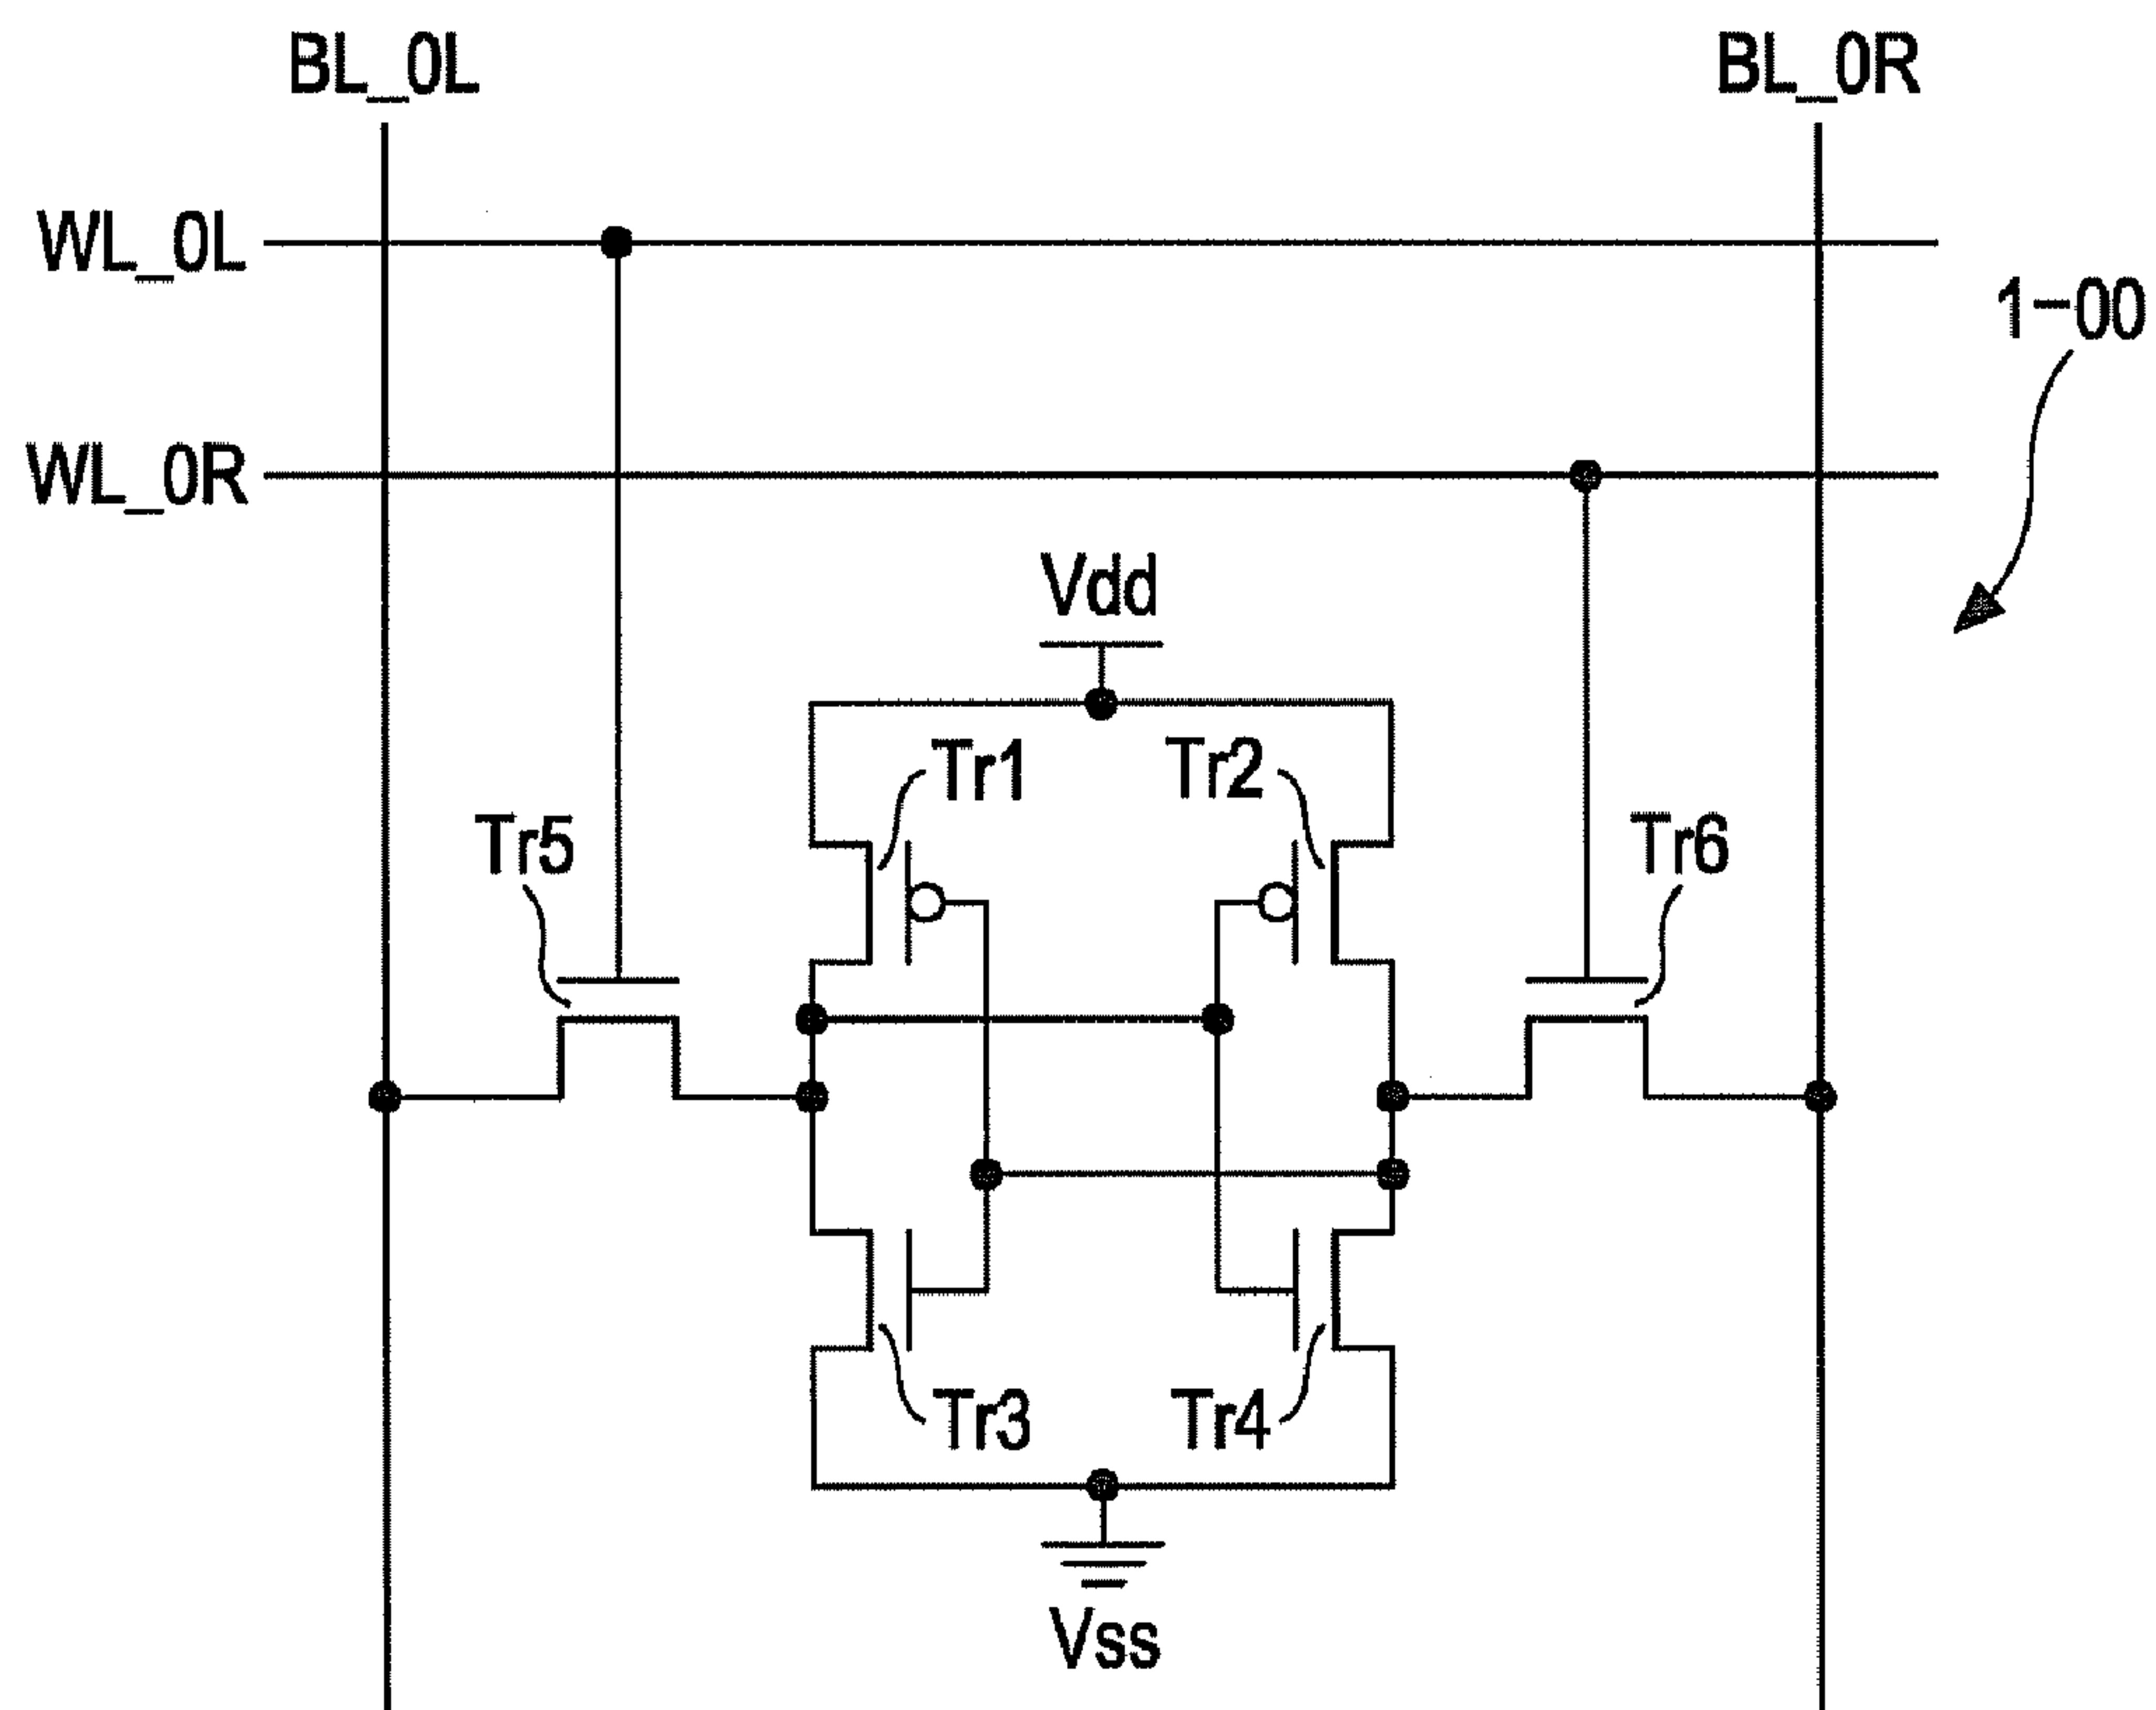 BL_0L
BL_0R
WL_0L
1-00
WL_0R
Vdd
Tr1
Tr2
Tr5
Tr6
Tr3
Tr4
Vss